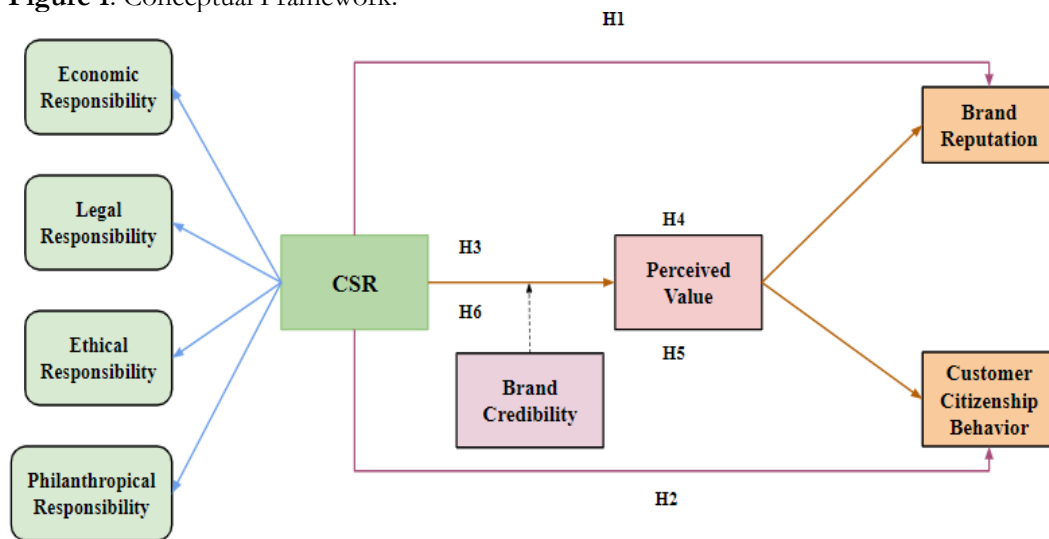 Figure 1. Conceptual Framework.
H1
Economic
Responsibility
Brand
Reputation
Legal
Responsibility
H4
H3
CSR
Perceived
Value
H6
Ethical
Responsibility
H5
Brand
Credibility
Customer
Citizenship
Behavior
Philanthropical
Responsibility
H2